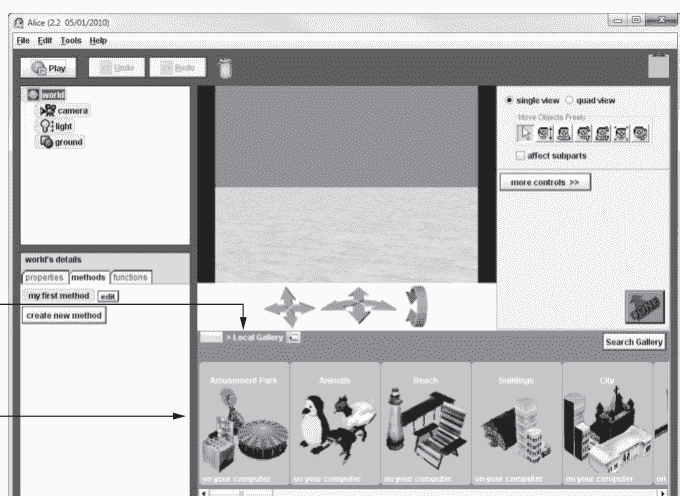 Alice (2.2 05/01/2010)
File Edit Tools Help
Play Undo Redo
world
camera
light
ground
single view quad view
Move Objects Freely
affect subparts
more controls >>
world's details
properties methods functions
my first method edit
create new method
DONE
> Local Gallery
Search Gallery
Amusement Park Animals Beach Buildings City
on your computer on your computer on your computer on your computer on your computer on